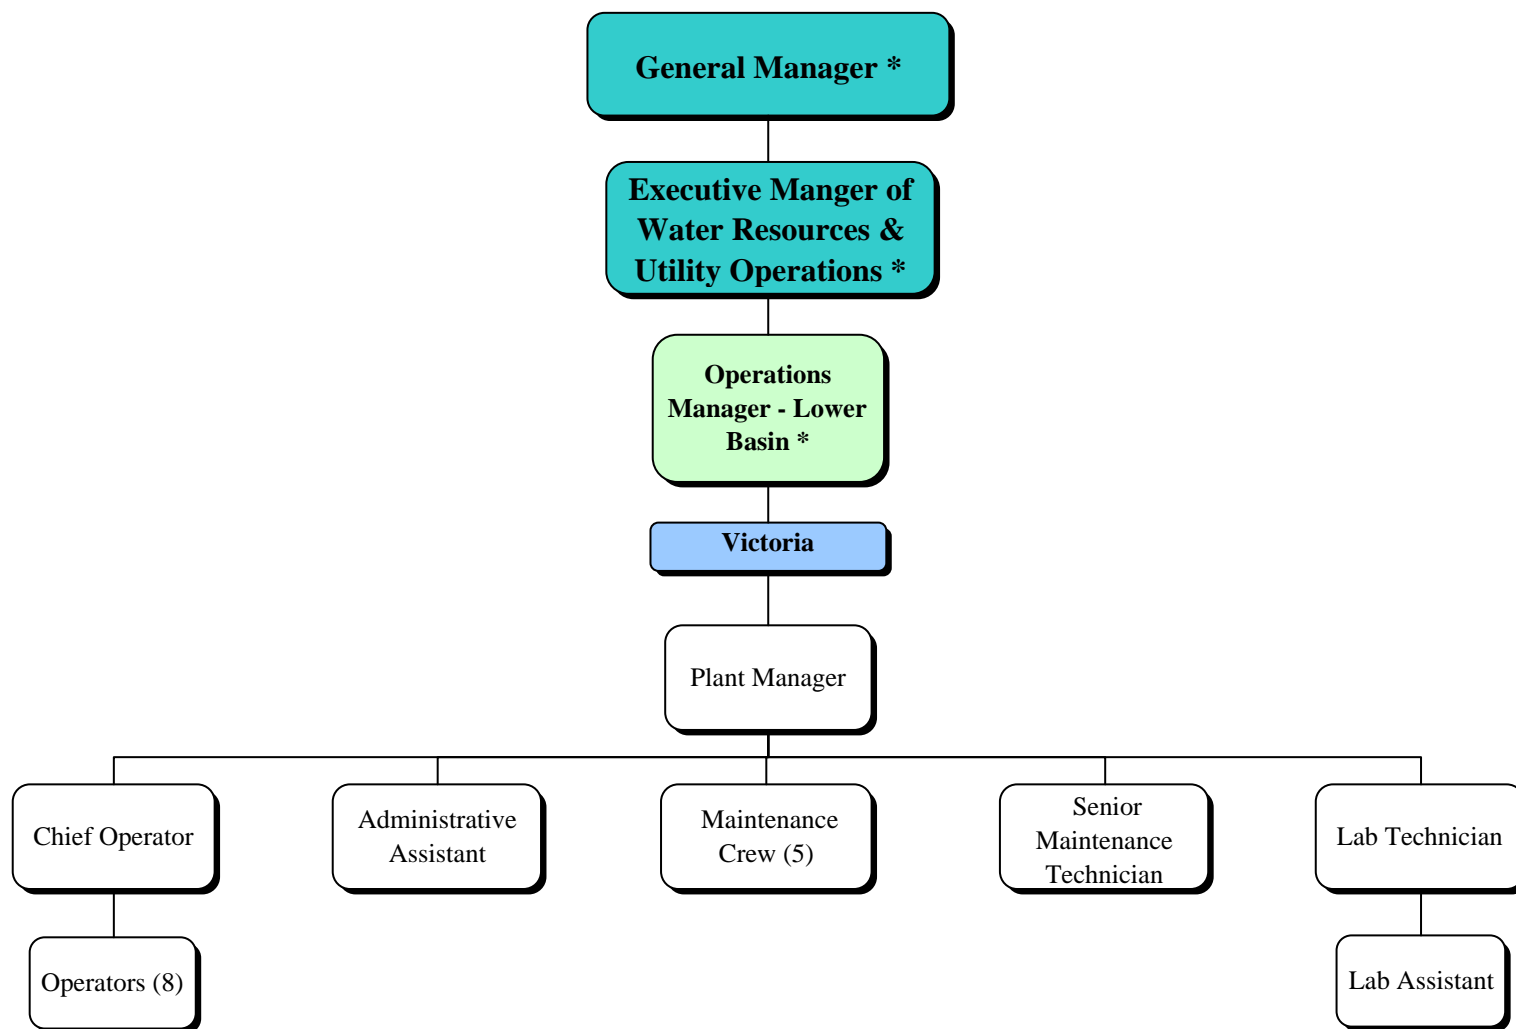 General Manager *
Executive Manger of
Water Resources &
Utility Operations *
Operations
Manager - Lower
Basin *
Victoria
Plant Manager
Chief Operator
Administrative
Assistant
Maintenance
Crew (5)
Senior
Maintenance
Technician
Lab Technician
Operators (8)
Lab Assistant